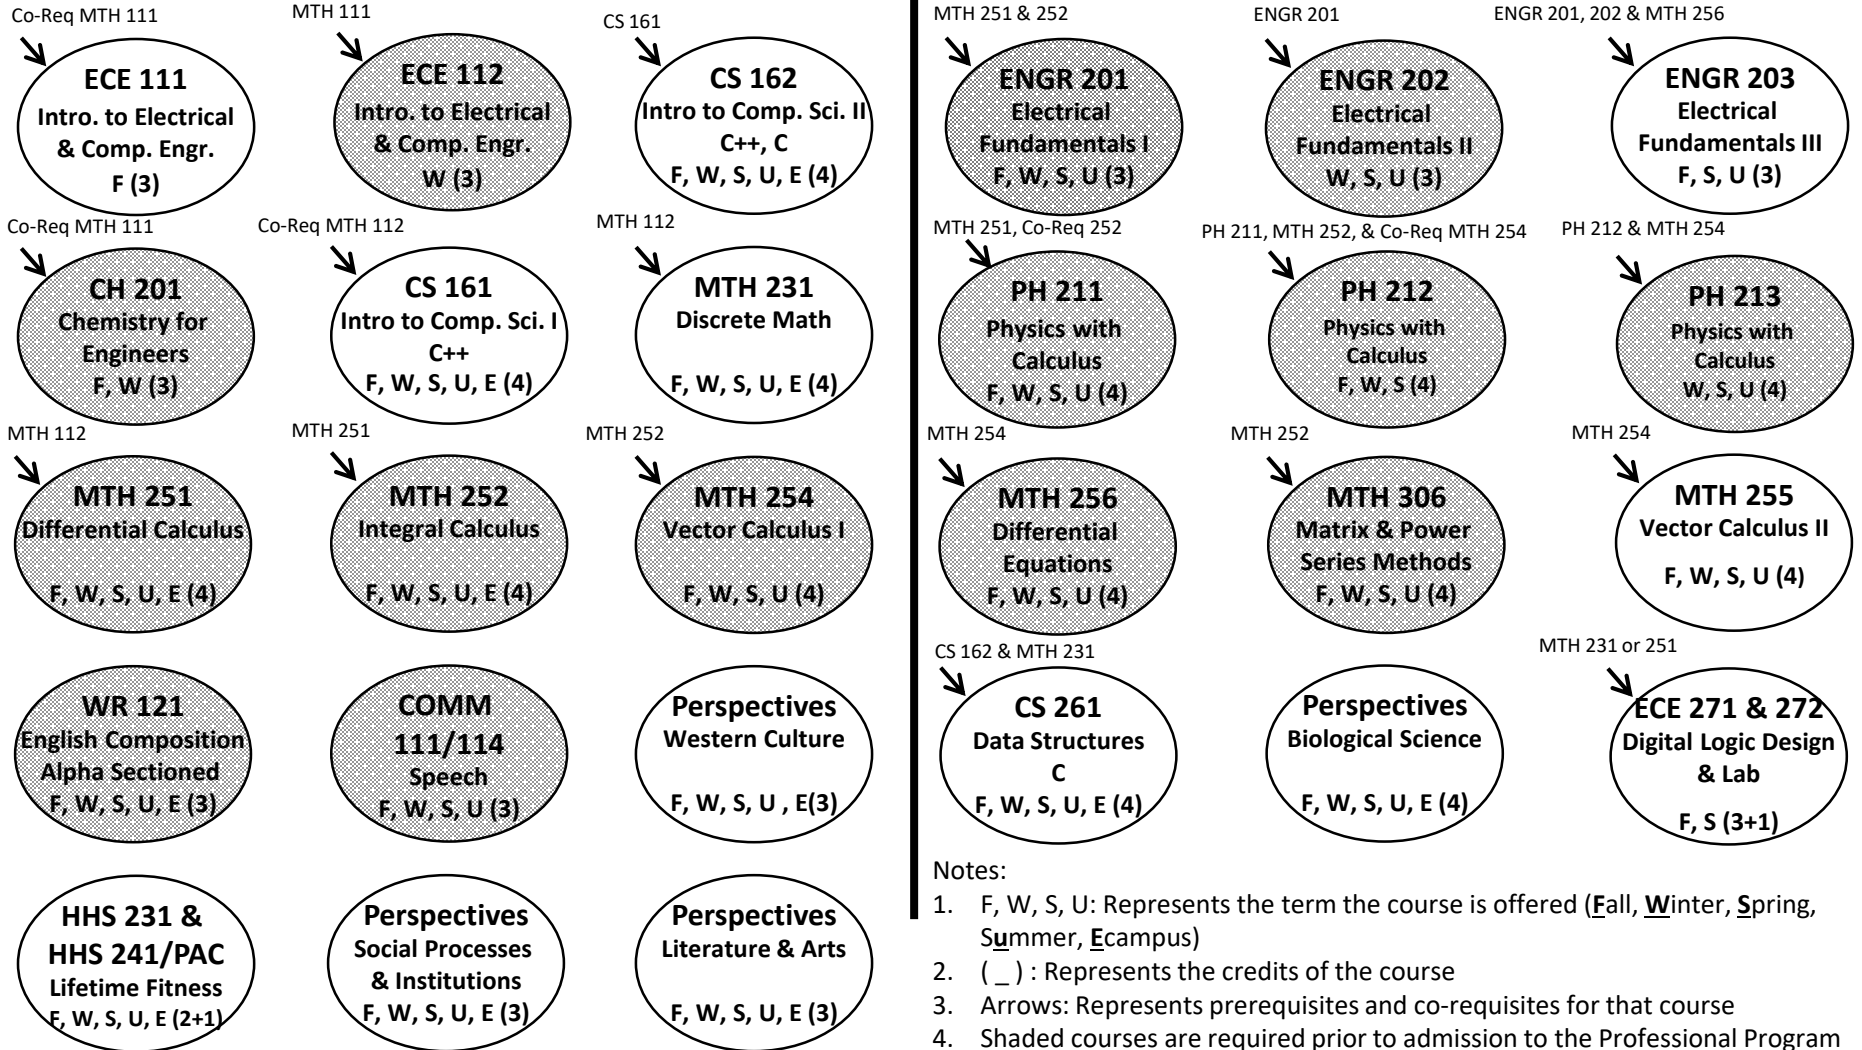 Co-Req MTH 111
ECE 111
Intro. to Electrical
& Comp. Engr.
F (3)
MTH 111
ECE 112
Intro. to Electrical
& Comp. Engr.
W (3)
CS 161
CS 162
Intro to Comp. Sci. II
C++, C
F, W, S, U, E (4)
Co-Req MTH 111
CH 201
Chemistry for
Engineers
F, W (3)
Co-Req MTH 112
CS 161
Intro to Comp. Sci. I
C++
F, W, S, U, E (4)
MTH 112
MTH 231
Discrete Math
F, W, S, U, E (4)
MTH 112
MTH 251
Differential Calculus
F, W, S, U, E (4)
MTH 251
MTH 252
Integral Calculus
F, W, S, U, E (4)
MTH 252
MTH 254
Vector Calculus I
F, W, S, U (4)
WR 121
English Composition
Alpha Sectioned
F, W, S, U, E (3)
COMM
111/114
Speech
F, W, S, U (3)
Perspectives
Western Culture
F, W, S, U , E(3)
HHS 231 &
HHS 241/PAC
Lifetime Fitness
F, W, S, U, E (2+1)
Perspectives
Social Processes
& Institutions
F, W, S, U, E (3)
Perspectives
Literature & Arts
F, W, S, U, E (3)
MTH 251 & 252
ENGR 201
Electrical
Fundamentals I
F, W, S, U (3)
ENGR 201
ENGR 202
Electrical
Fundamentals II
W, S, U (3)
ENGR 201, 202 & MTH 256
ENGR 203
Electrical
Fundamentals III
F, S, U (3)
MTH 251, Co-Req 252
PH 211
Physics with
Calculus
F, W, S, U (4)
PH 211, MTH 252, & Co-Req MTH 254
PH 212
Physics with
Calculus
F, W, S (4)
PH 212 & MTH 254
PH 213
Physics with
Calculus
W, S, U (4)
MTH 254
MTH 256
Differential
Equations
F, W, S, U (4)
MTH 252
MTH 306
Matrix & Power
Series Methods
F, W, S, U (4)
MTH 254
MTH 255
Vector Calculus II
F, W, S, U (4)
CS 162 & MTH 231
CS 261
Data Structures
C
F, W, S, U, E (4)
Perspectives
Biological Science
F, W, S, U, E (4)
MTH 231 or 251
ECE 271 & 272
Digital Logic Design
& Lab
F, S (3+1)
Notes:
1. F, W, S, U: Represents the term the course is offered (Fall, Winter, Spring,
Summer, Ecampus)
2. ( _ ) : Represents the credits of the course
3. Arrows: Represents prerequisites and co-requisites for that course
4. Shaded courses are required prior to admission to the Professional Program